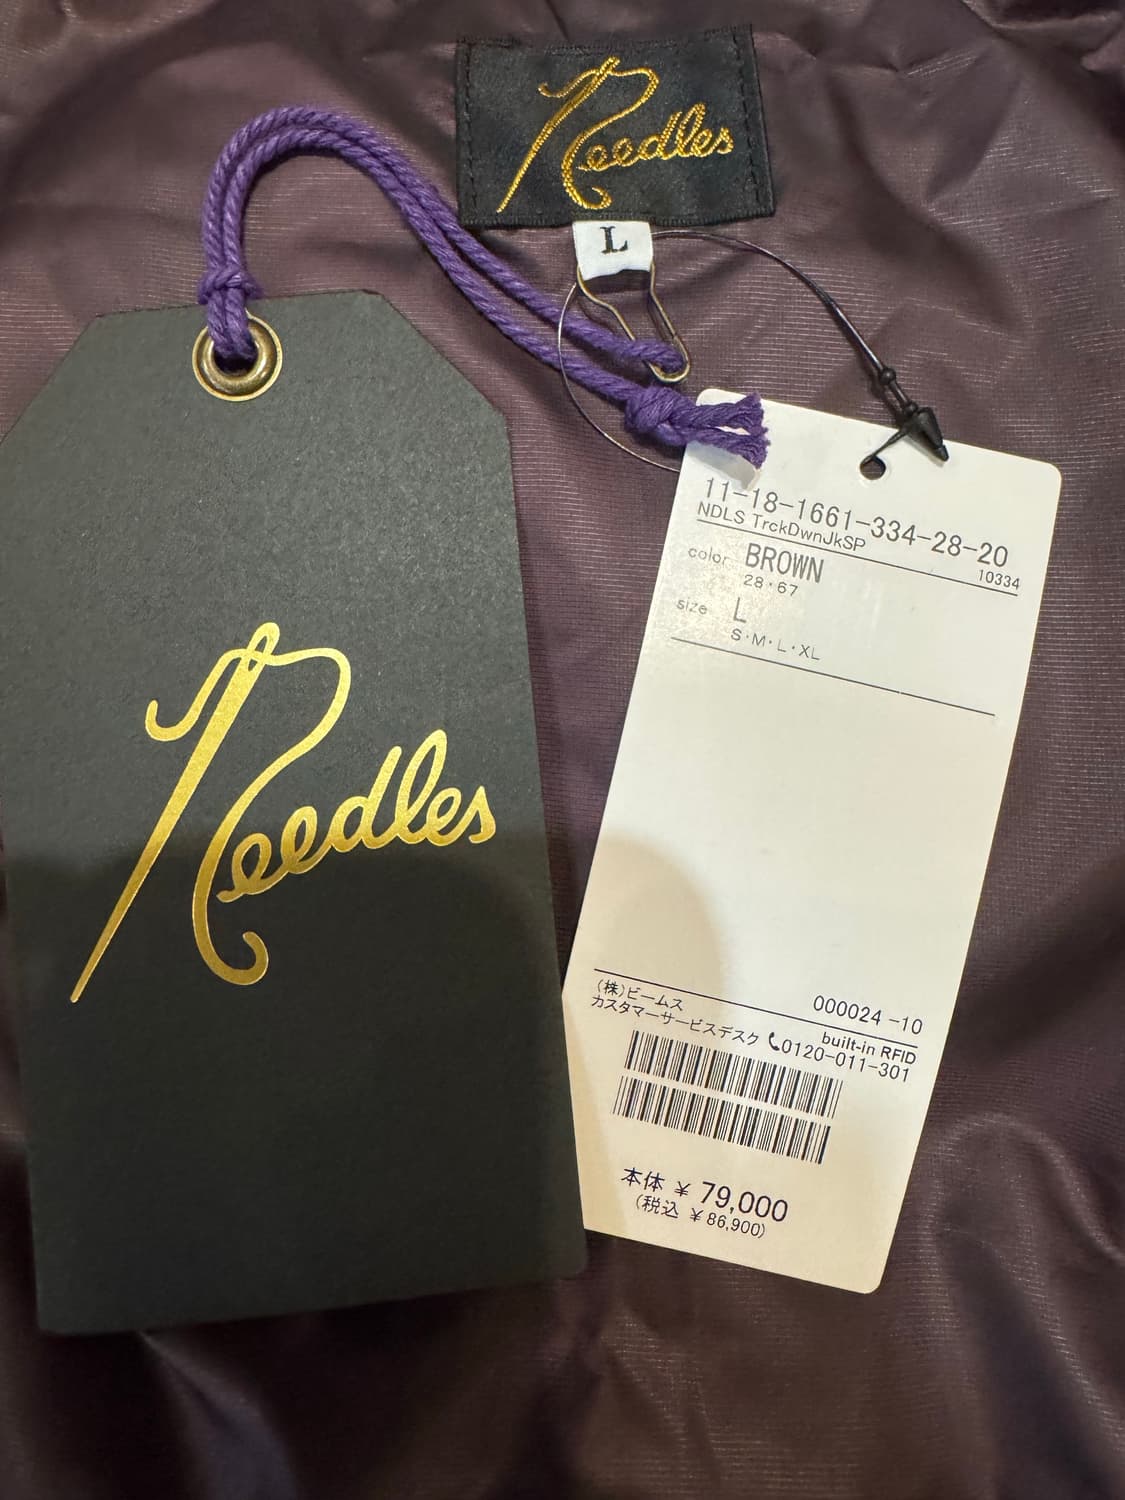 Needles
L
Needles
11-18-1661-334-28-20
NDLS TrckDwnJkSP
10334
color BROWN
28・67
size L
S・M・L・XL
(株)ビームス
000024 -10
built-in RFID
カスタマーサービスデスク 0120-011-301
本体 ¥ 79,000
(税込 ¥ 86,900)